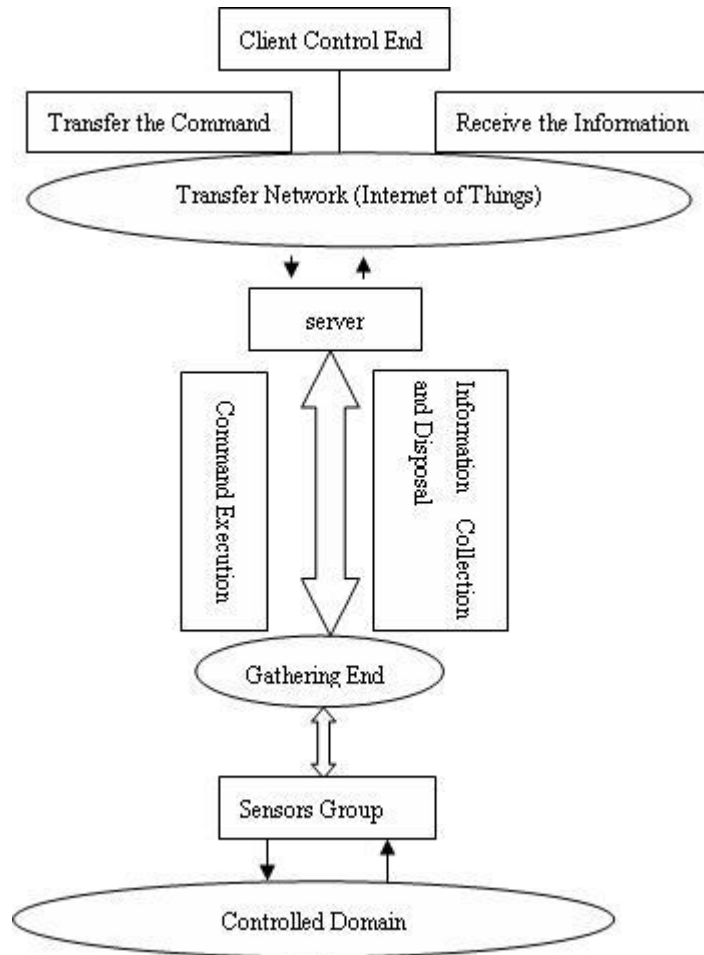 Client Control End
Transfer the Command
Receive the Information
Transfer Network (Internet of Things)
server
Command Execution
Information Collection
and Disposal
Gathering End
Sensors Group
Controlled Domain